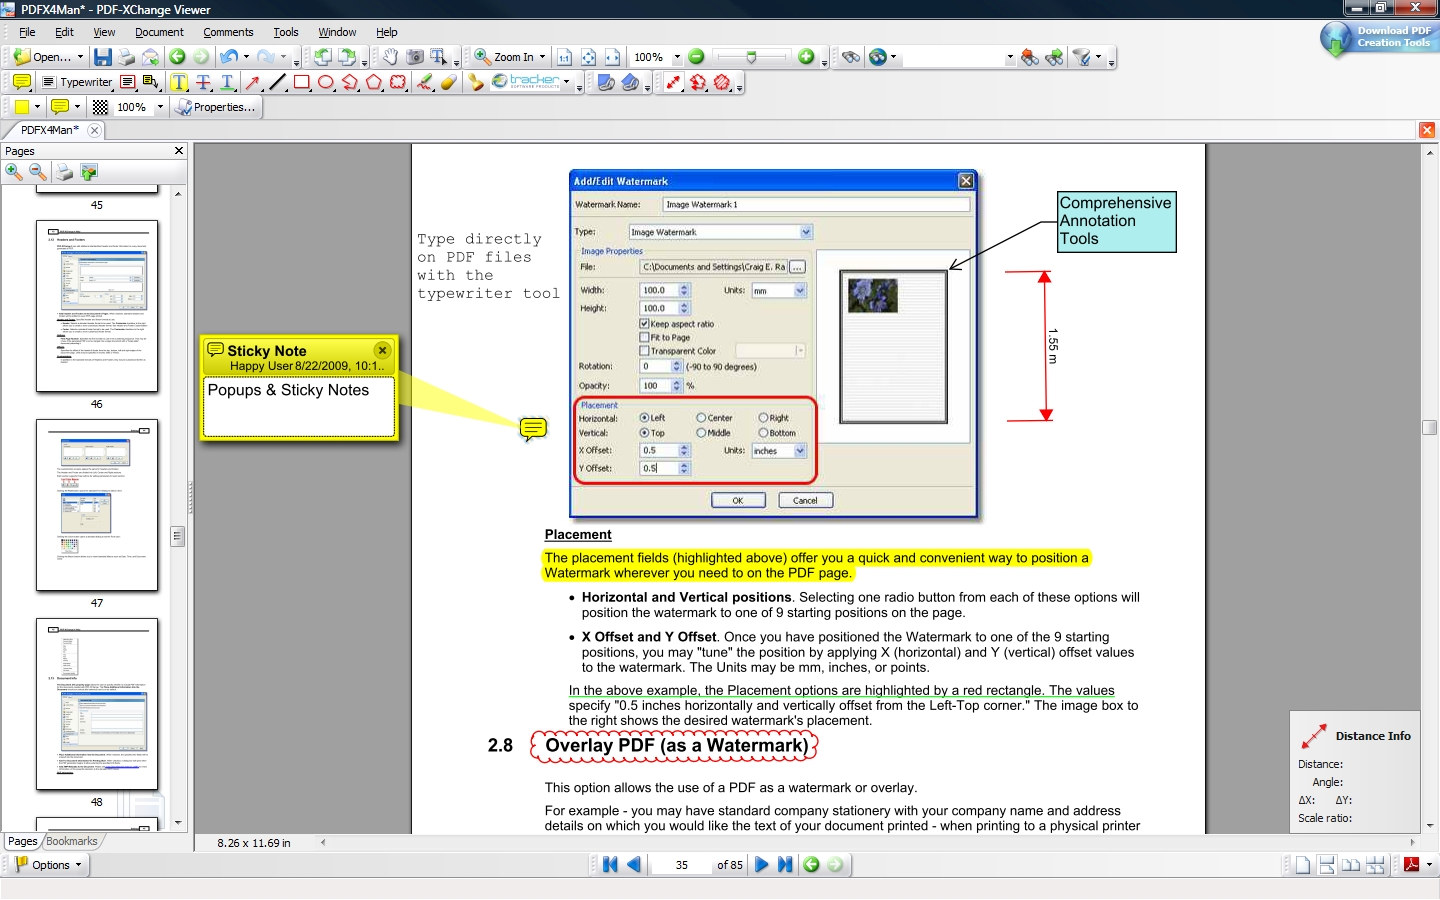 PDFX4Man* - PDF-XChange Viewer
File Edit View Document Comments Tools Window Help
Download PDF
Creation Tools
Open... Zoom In 100%
Typewriter tracker
SOFTWARE PRODUCTS
100% Properties...
PDFX4Man*
Pages
45
46
47
48
Pages Bookmarks
Options
Add/Edit Watermark
Watermark Name: Image Watermark 1
Type: Image Watermark
Image Properties
File: C:\Documents and Settings\Craig E. Ra ...
Width: 100.0 Units: mm
Height: 100.0
Keep aspect ratio
Fit to Page
Transparent Color
Rotation: 0 (-90 to 90 degrees)
Opacity: 100 %
Placement
Horizontal: Left Center Right
Vertical: Top Middle Bottom
X Offset: 0.5 Units: inches
Y Offset: 0.5
OK Cancel
Type directly
on PDF files
with the
typewriter tool
Comprehensive
Annotation
Tools
1.55 m
Sticky Note
Happy User 8/22/2009, 10:1..
Popups & Sticky Notes
Placement
The placement fields (highlighted above) offer you a quick and convenient way to position a
Watermark wherever you need to on the PDF page.
• Horizontal and Vertical positions. Selecting one radio button from each of these options will
position the watermark to one of 9 starting positions on the page.
• X Offset and Y Offset. Once you have positioned the Watermark to one of the 9 starting
positions, you may "tune" the position by applying X (horizontal) and Y (vertical) offset values
to the watermark. The Units may be mm, inches, or points.
In the above example, the Placement options are highlighted by a red rectangle. The values
specify "0.5 inches horizontally and vertically offset from the Left-Top corner." The image box to
the right shows the desired watermark's placement.
2.8 Overlay PDF (as a Watermark)
This option allows the use of a PDF as a watermark or overlay.
For example - you may have standard company stationery with your company name and address
details on which you would like the text of your document printed - when printing to a physical printer
Distance Info
Distance:
Angle:
ΔX: ΔY:
Scale ratio:
8.26 x 11.69 in
35 of 85